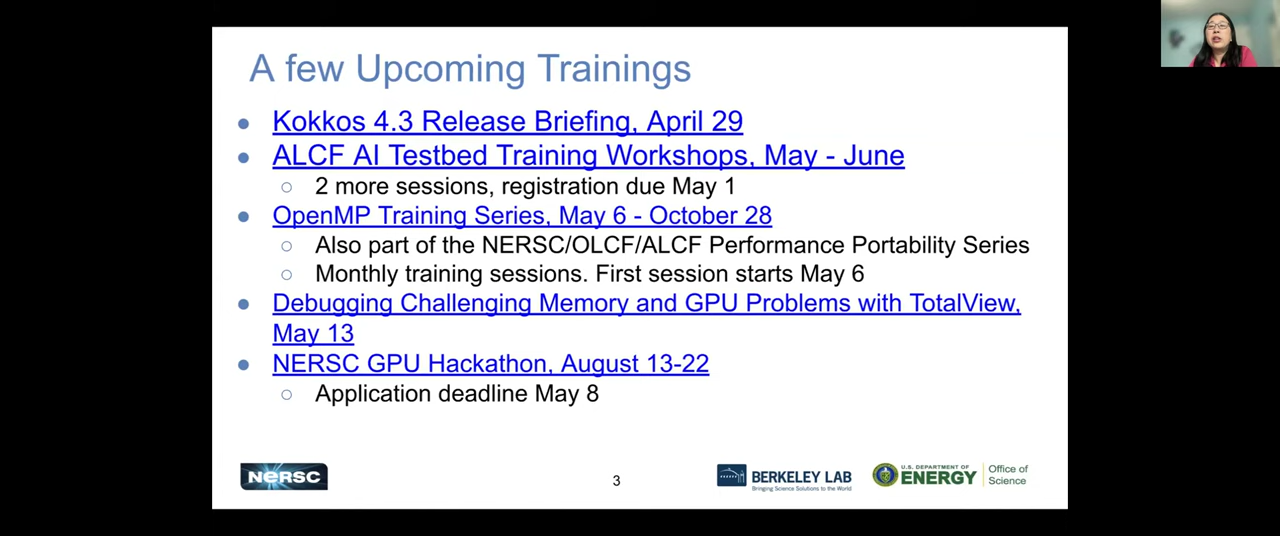 A few Upcoming Trainings
● Kokkos 4.3 Release Briefing, April 29
● ALCF AI Testbed Training Workshops, May - June
○ 2 more sessions, registration due May 1
● OpenMP Training Series, May 6 - October 28
○ Also part of the NERSC/OLCF/ALCF Performance Portability Series
○ Monthly training sessions. First session starts May 6
● Debugging Challenging Memory and GPU Problems with TotalView,
May 13
● NERSC GPU Hackathon, August 13-22
○ Application deadline May 8
NERSC
3
BERKELEY LAB
Bringing Science Solutions to the World
U.S. DEPARTMENT OF
ENERGY
Office of
Science